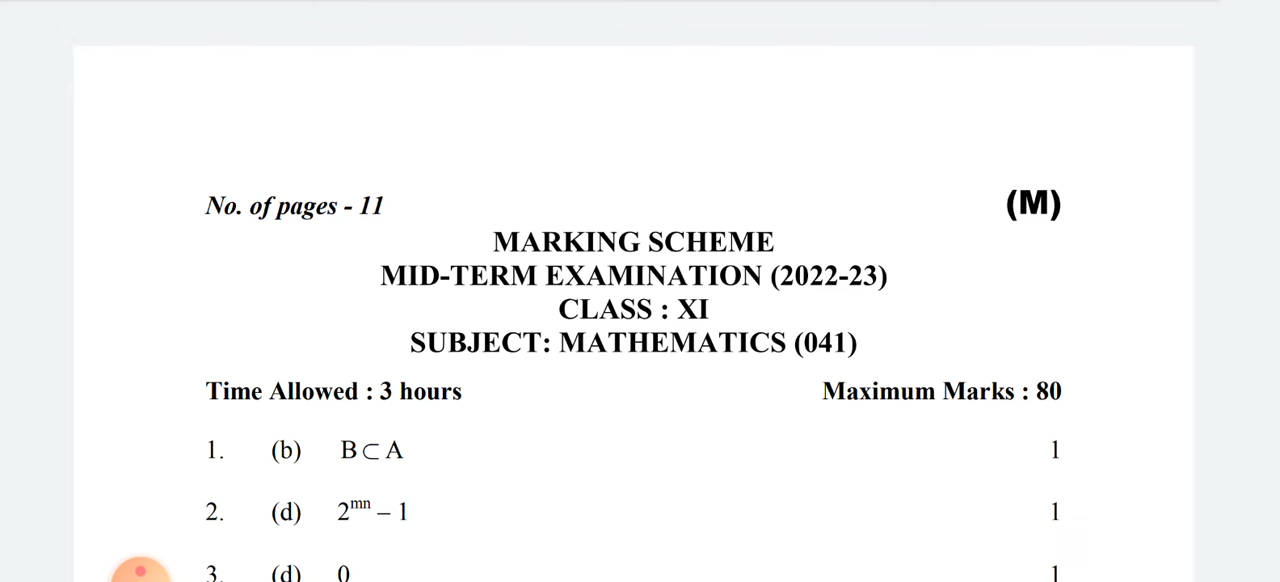 No. of pages - 11 (M)
MARKING SCHEME
MID-TERM EXAMINATION (2022-23)
CLASS : XI
SUBJECT: MATHEMATICS (041)
Time Allowed : 3 hours Maximum Marks : 80
1. (b) B ⊂ A 1
2. (d) 2^mn – 1 1
3. (d) 0 1